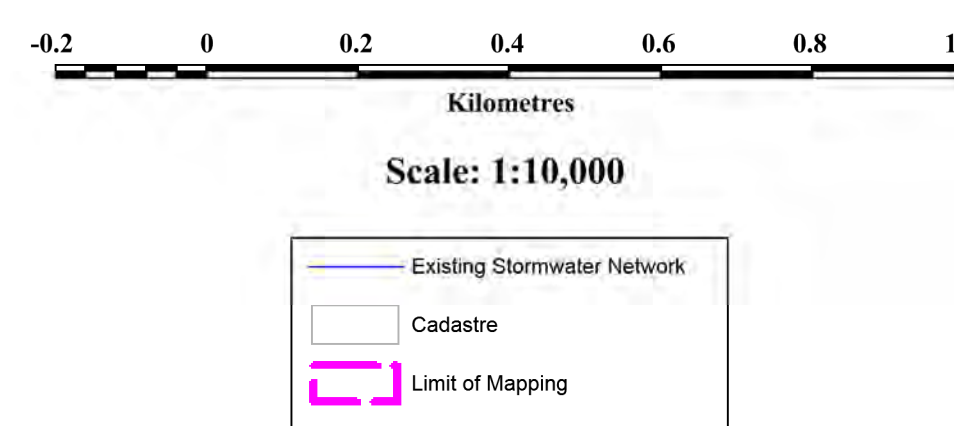 -0.2 0 0.2 0.4 0.6 0.8 1
Kilometres
Scale: 1:10,000
Existing Stormwater Network
Cadastre
Limit of Mapping